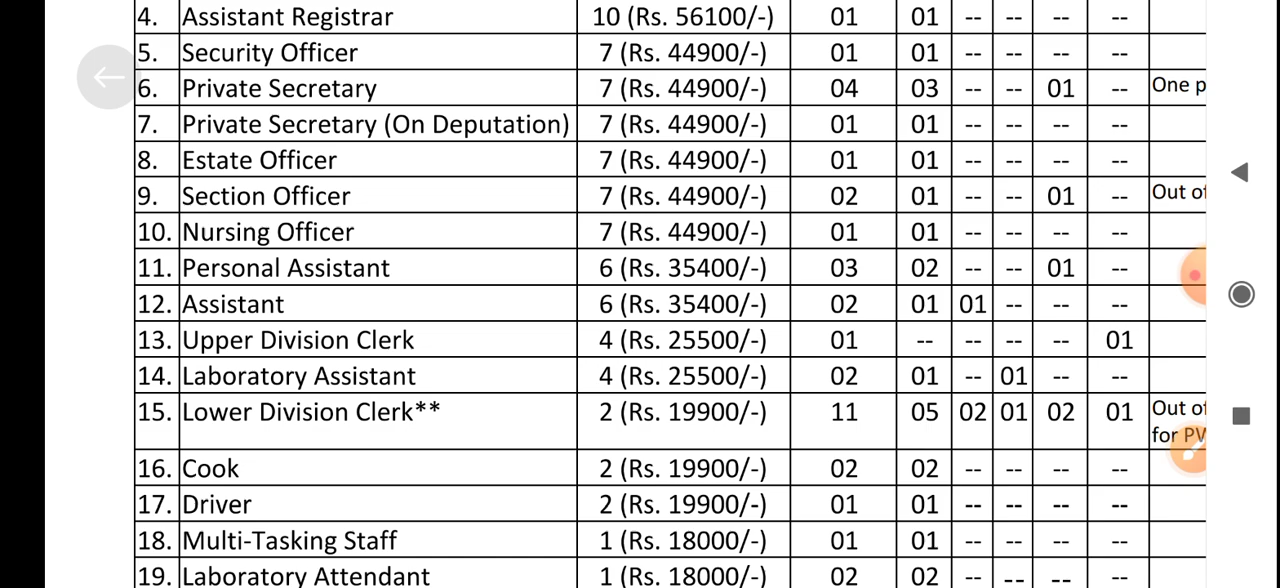 4. Assistant Registrar 10 (Rs. 56100/-) 01 01 -- -- -- --
5. Security Officer 7 (Rs. 44900/-) 01 01 -- -- -- --
6. Private Secretary 7 (Rs. 44900/-) 04 03 -- -- 01 -- One p
7. Private Secretary (On Deputation) 7 (Rs. 44900/-) 01 01 -- -- -- --
8. Estate Officer 7 (Rs. 44900/-) 01 01 -- -- -- --
9. Section Officer 7 (Rs. 44900/-) 02 01 -- -- 01 -- Out of
10. Nursing Officer 7 (Rs. 44900/-) 01 01 -- -- -- --
11. Personal Assistant 6 (Rs. 35400/-) 03 02 -- -- 01 --
12. Assistant 6 (Rs. 35400/-) 02 01 01 -- -- --
13. Upper Division Clerk 4 (Rs. 25500/-) 01 -- -- -- -- 01
14. Laboratory Assistant 4 (Rs. 25500/-) 02 01 -- 01 -- --
15. Lower Division Clerk** 2 (Rs. 19900/-) 11 05 02 01 02 01 Out of
for PW
16. Cook 2 (Rs. 19900/-) 02 02 -- -- -- --
17. Driver 2 (Rs. 19900/-) 01 01 -- -- -- --
18. Multi-Tasking Staff 1 (Rs. 18000/-) 01 01 -- -- -- --
19. Laboratory Attendant 1 (Rs. 18000/-) 02 02 -- -- -- --